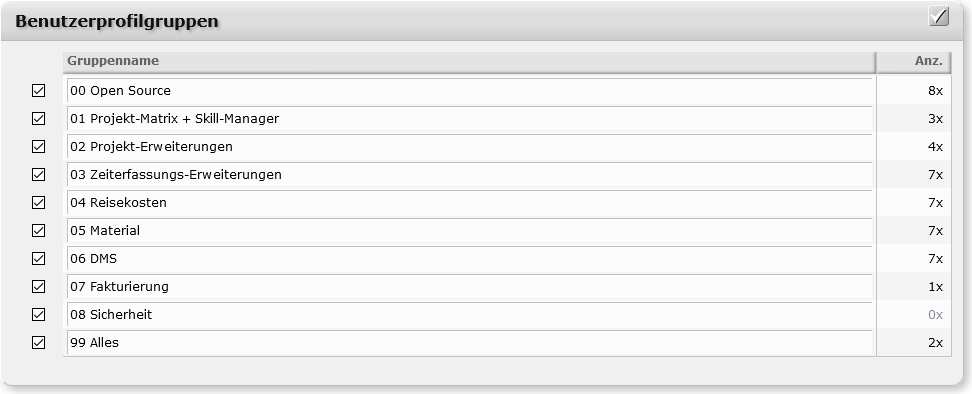 Benutzerprofilgruppen
Gruppenname Anz.
00 Open Source 8x
01 Projekt-Matrix + Skill-Manager 3x
02 Projekt-Erweiterungen 4x
03 Zeiterfassungs-Erweiterungen 7x
04 Reisekosten 7x
05 Material 7x
06 DMS 7x
07 Fakturierung 1x
08 Sicherheit 0x
99 Alles 2x